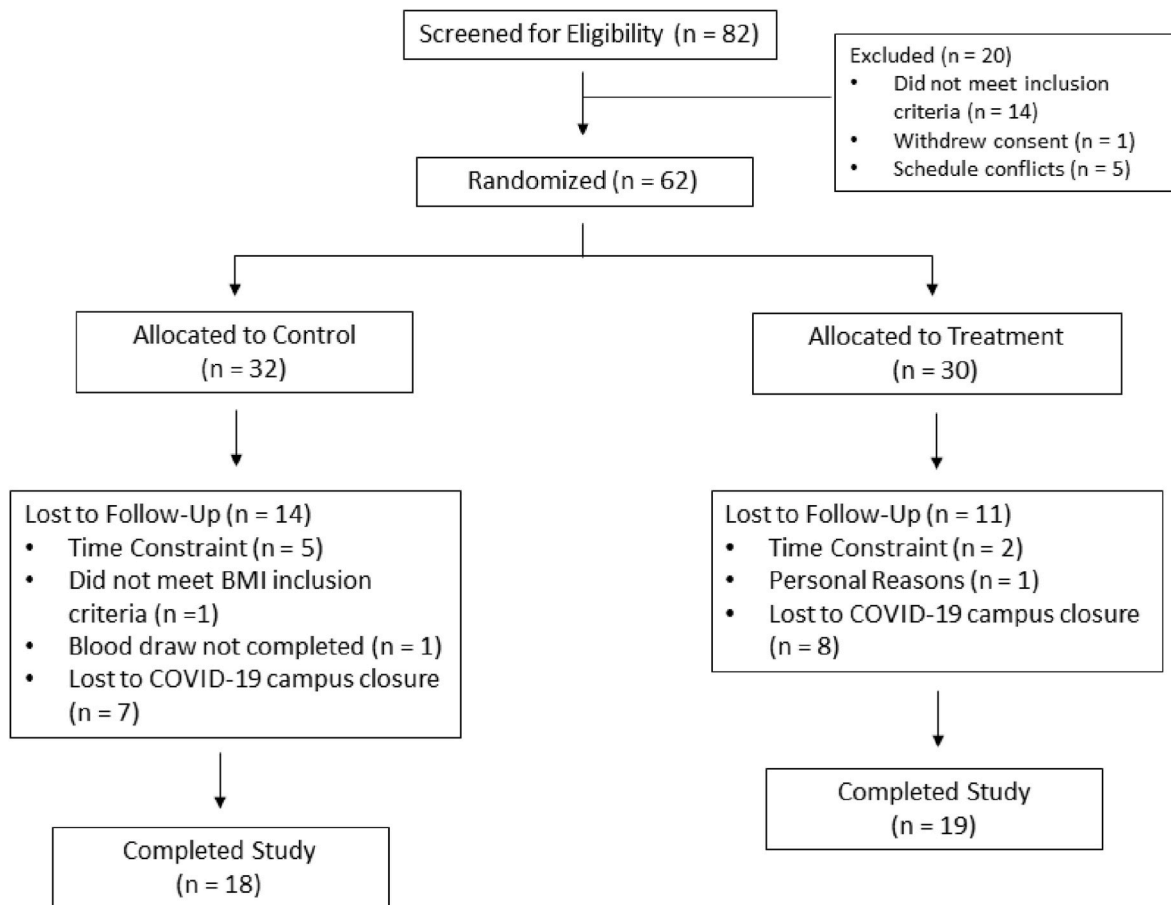 Screened for Eligibility (n = 82)
Excluded (n = 20)
• Did not meet inclusion
criteria (n = 14)
• Withdrew consent (n = 1)
• Schedule conflicts (n = 5)
Randomized (n = 62)
Allocated to Control
(n = 32)
Allocated to Treatment
(n = 30)
Lost to Follow-Up (n = 14)
• Time Constraint (n = 5)
• Did not meet BMI inclusion
criteria (n =1)
• Blood draw not completed (n = 1)
• Lost to COVID-19 campus closure
(n = 7)
Lost to Follow-Up (n = 11)
• Time Constraint (n = 2)
• Personal Reasons (n = 1)
• Lost to COVID-19 campus closure
(n = 8)
Completed Study
(n = 18)
Completed Study
(n = 19)